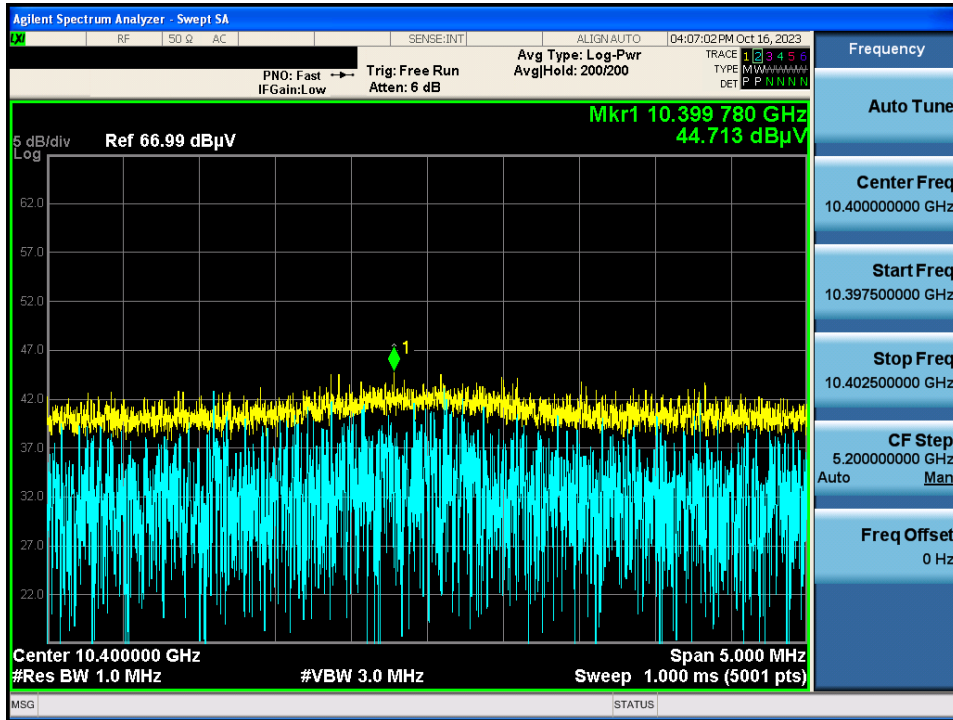 Agilent Spectrum Analyzer - Swept SA
LXI RF 50 Ω AC SENSE:INT ALIGN AUTO 04:07:02 PM Oct 16, 2023
Frequency
PNO: Fast Trig: Free Run Avg Type: Log-Pwr TRACE 1 2 3 4 5 6
IFGain:Low Atten: 6 dB Avg|Hold: 200/200 TYPE M W W W W W
DET P P N N N N
Auto Tune
Mkr1 10.399 780 GHz
44.713 dBµV
5 dB/div Ref 66.99 dBµV
Log
62.0
57.0
52.0
47.0
42.0
37.0
32.0
27.0
22.0
1
Center Freq
10.400000000 GHz
Start Freq
10.397500000 GHz
Stop Freq
10.402500000 GHz
CF Step
5.200000000 GHz
Auto Man
Freq Offset
0 Hz
Center 10.400000 GHz Span 5.000 MHz
#Res BW 1.0 MHz #VBW 3.0 MHz Sweep 1.000 ms (5001 pts)
MSG STATUS